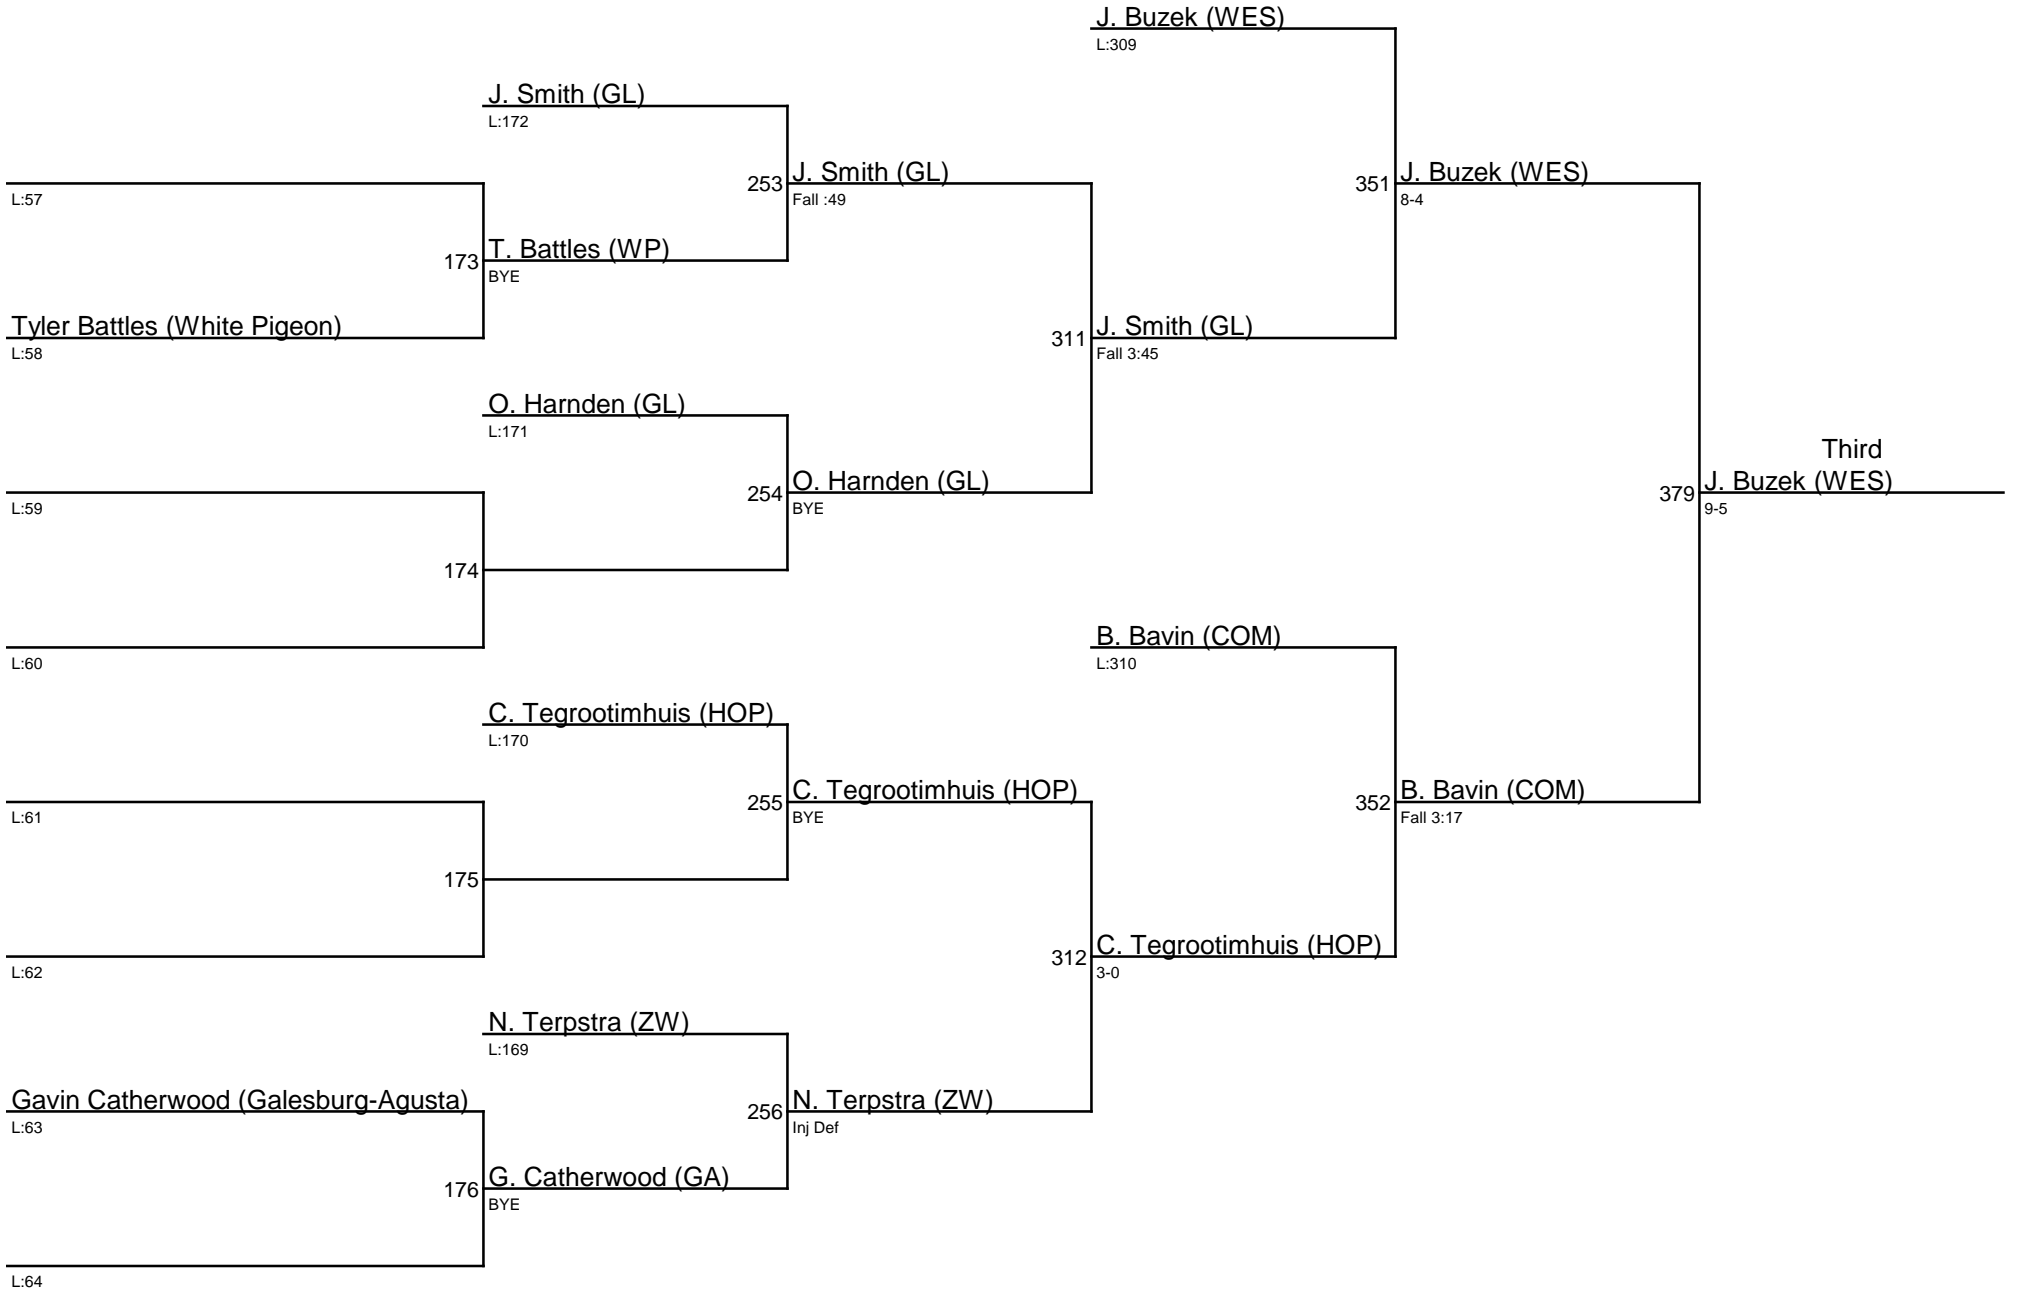 J. Buzek (WES)
L:309
J. Smith (GL)
L:172
253 J. Smith (GL)
Fall :49
351 J. Buzek (WES)
8-4
L:57
173 T. Battles (WP)
BYE
Tyler Battles (White Pigeon)
L:58
311 J. Smith (GL)
Fall 3:45
O. Harnden (GL)
L:171
Third
254 O. Harnden (GL)
BYE
379 J. Buzek (WES)
9-5
L:59
174
B. Bavin (COM)
L:310
L:60
C. Tegrootimhuis (HOP)
L:170
255 C. Tegrootimhuis (HOP)
BYE
352 B. Bavin (COM)
Fall 3:17
L:61
175
312 C. Tegrootimhuis (HOP)
3-0
L:62
N. Terpstra (ZW)
L:169
Gavin Catherwood (Galesburg-Agusta)
L:63
256 N. Terpstra (ZW)
Inj Def
176 G. Catherwood (GA)
BYE
L:64